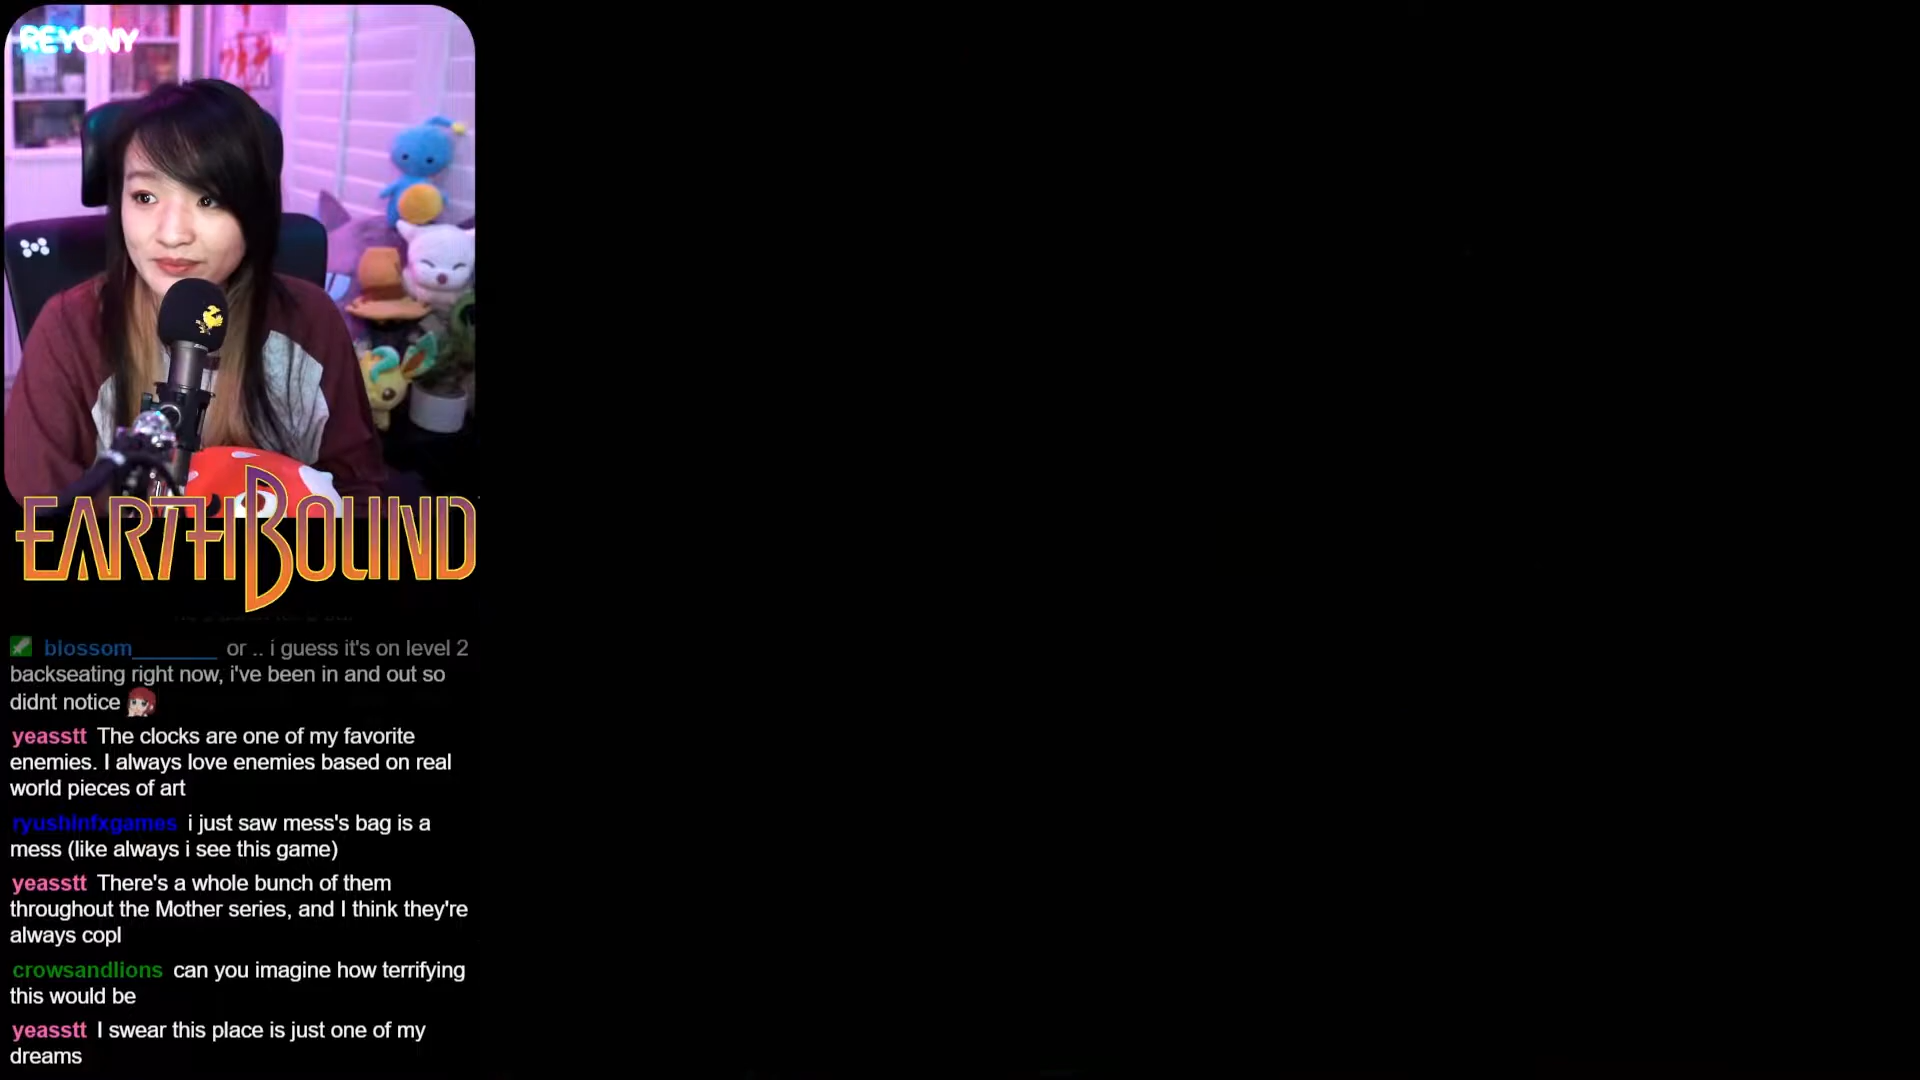 REYONY
EARTHBOUND
blossom_______ or .. i guess it's on level 2
backseating right now, i've been in and out so
didnt notice
yeasstt The clocks are one of my favorite
enemies. I always love enemies based on real
world pieces of art
ryushinfxgames i just saw mess's bag is a
mess (like always i see this game)
yeasstt There's a whole bunch of them
throughout the Mother series, and I think they're
always copl
crowsandlions can you imagine how terrifying
this would be
yeasstt I swear this place is just one of my
dreams